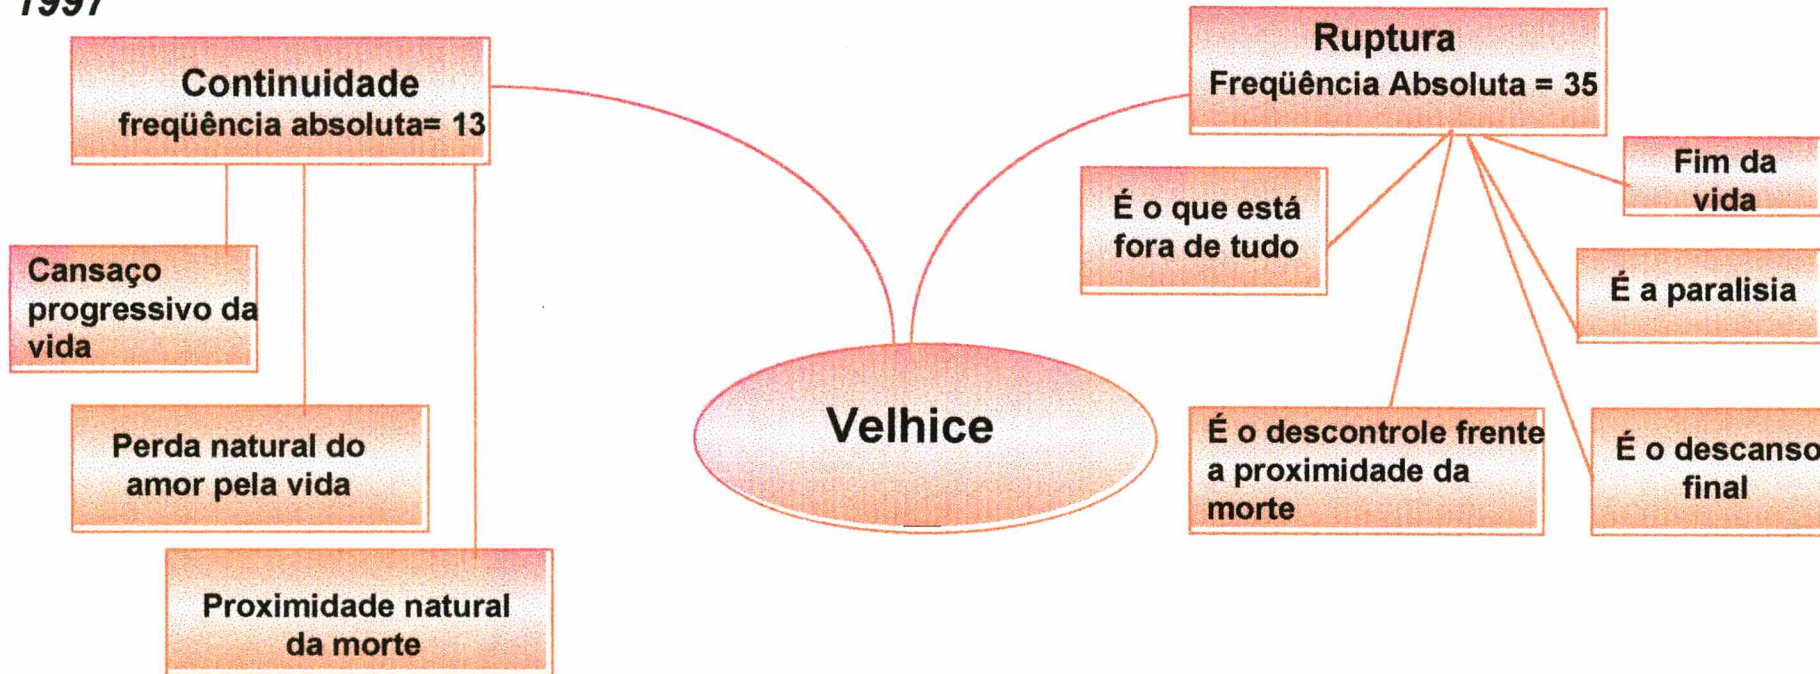 1997
Continuidade
freqüência absoluta= 13
Cansaço
progressivo da
vida
Perda natural do
amor pela vida
Proximidade natural
da morte
Velhice
Ruptura
Freqüência Absoluta = 35
É o que está
fora de tudo
Fim da
vida
É a paralisia
É o descontrole frente
a proximidade da
morte
É o descanso
final